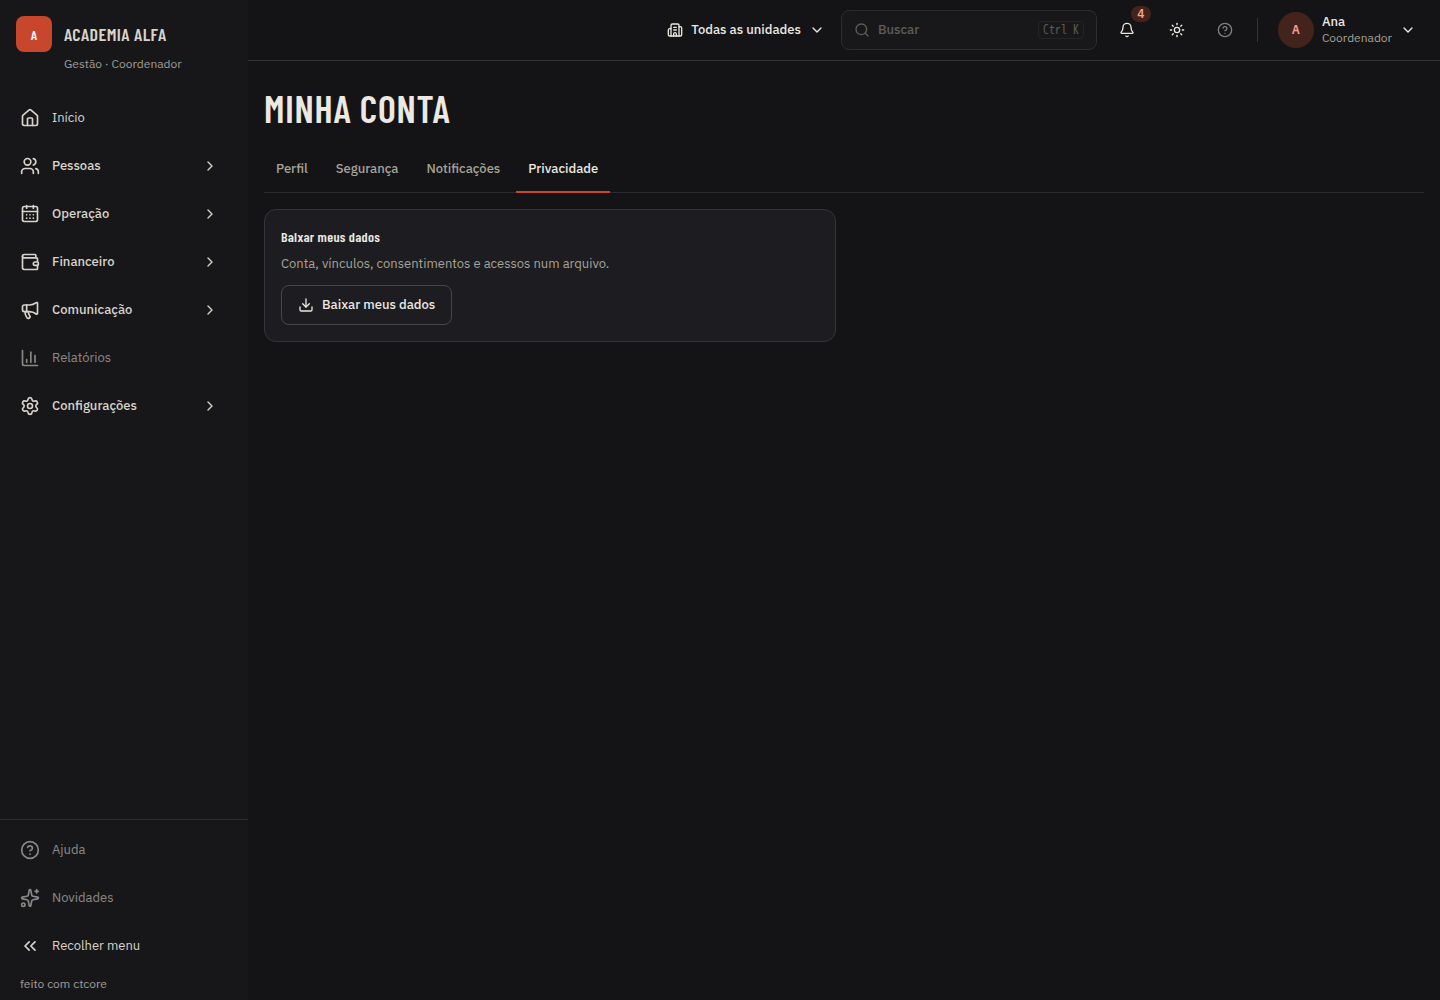 A
ACADEMIA ALFA
Gestão · Coordenador
Início
Pessoas
Operação
Financeiro
Comunicação
Relatórios
Configurações
Ajuda
Novidades
Recolher menu
feito com ctcore
Todas as unidades
Buscar
Ctrl K
4
A
Ana
Coordenador
MINHA CONTA
Perfil
Segurança
Notificações
Privacidade
Baixar meus dados
Conta, vínculos, consentimentos e acessos num arquivo.
Baixar meus dados